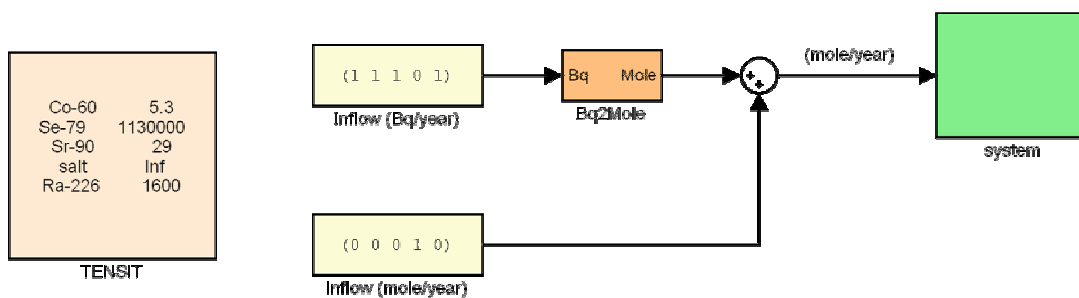 Co-60 5.3
Se-79 1130000
Sr-90 29
salt Inf
Ra-226 1600
TENSIT
(1 1 1 0 1)
Inflow (Bq/year)
Bq Mole
Bq2Mole
(mole/year)
system
(0 0 0 1 0)
Inflow (mole/year)